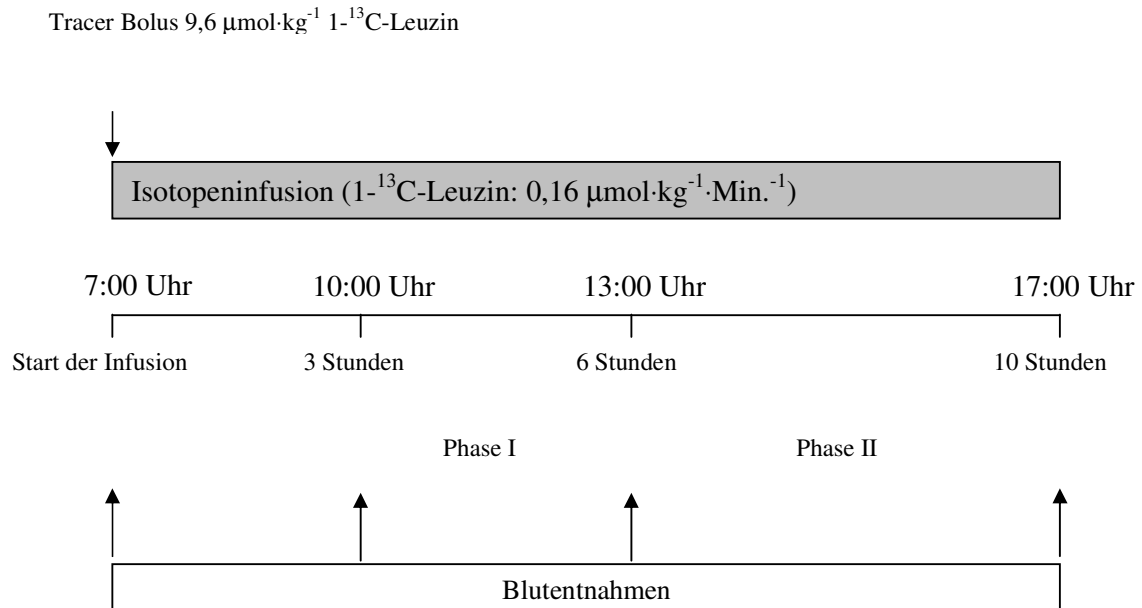 Tracer Bolus 9,6 μmol·kg⁻¹ 1-¹³C-Leuzin
Isotopeninfusion (1-¹³C-Leuzin: 0,16 μmol·kg⁻¹·Min.⁻¹)
7:00 Uhr 10:00 Uhr 13:00 Uhr 17:00 Uhr
Start der Infusion 3 Stunden 6 Stunden 10 Stunden
Phase I Phase II
Blutentnahmen